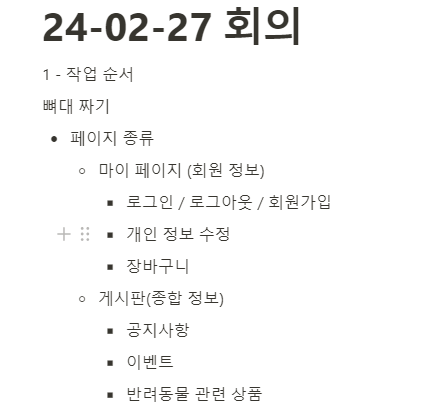 24-02-27 회의
1 - 작업 순서
뼈대 짜기
페이지 종류
마이 페이지 (회원 정보)
로그인 / 로그아웃 / 회원가입
개인 정보 수정
장바구니
게시판(종합 정보)
공지사항
이벤트
반려동물 관련 상품